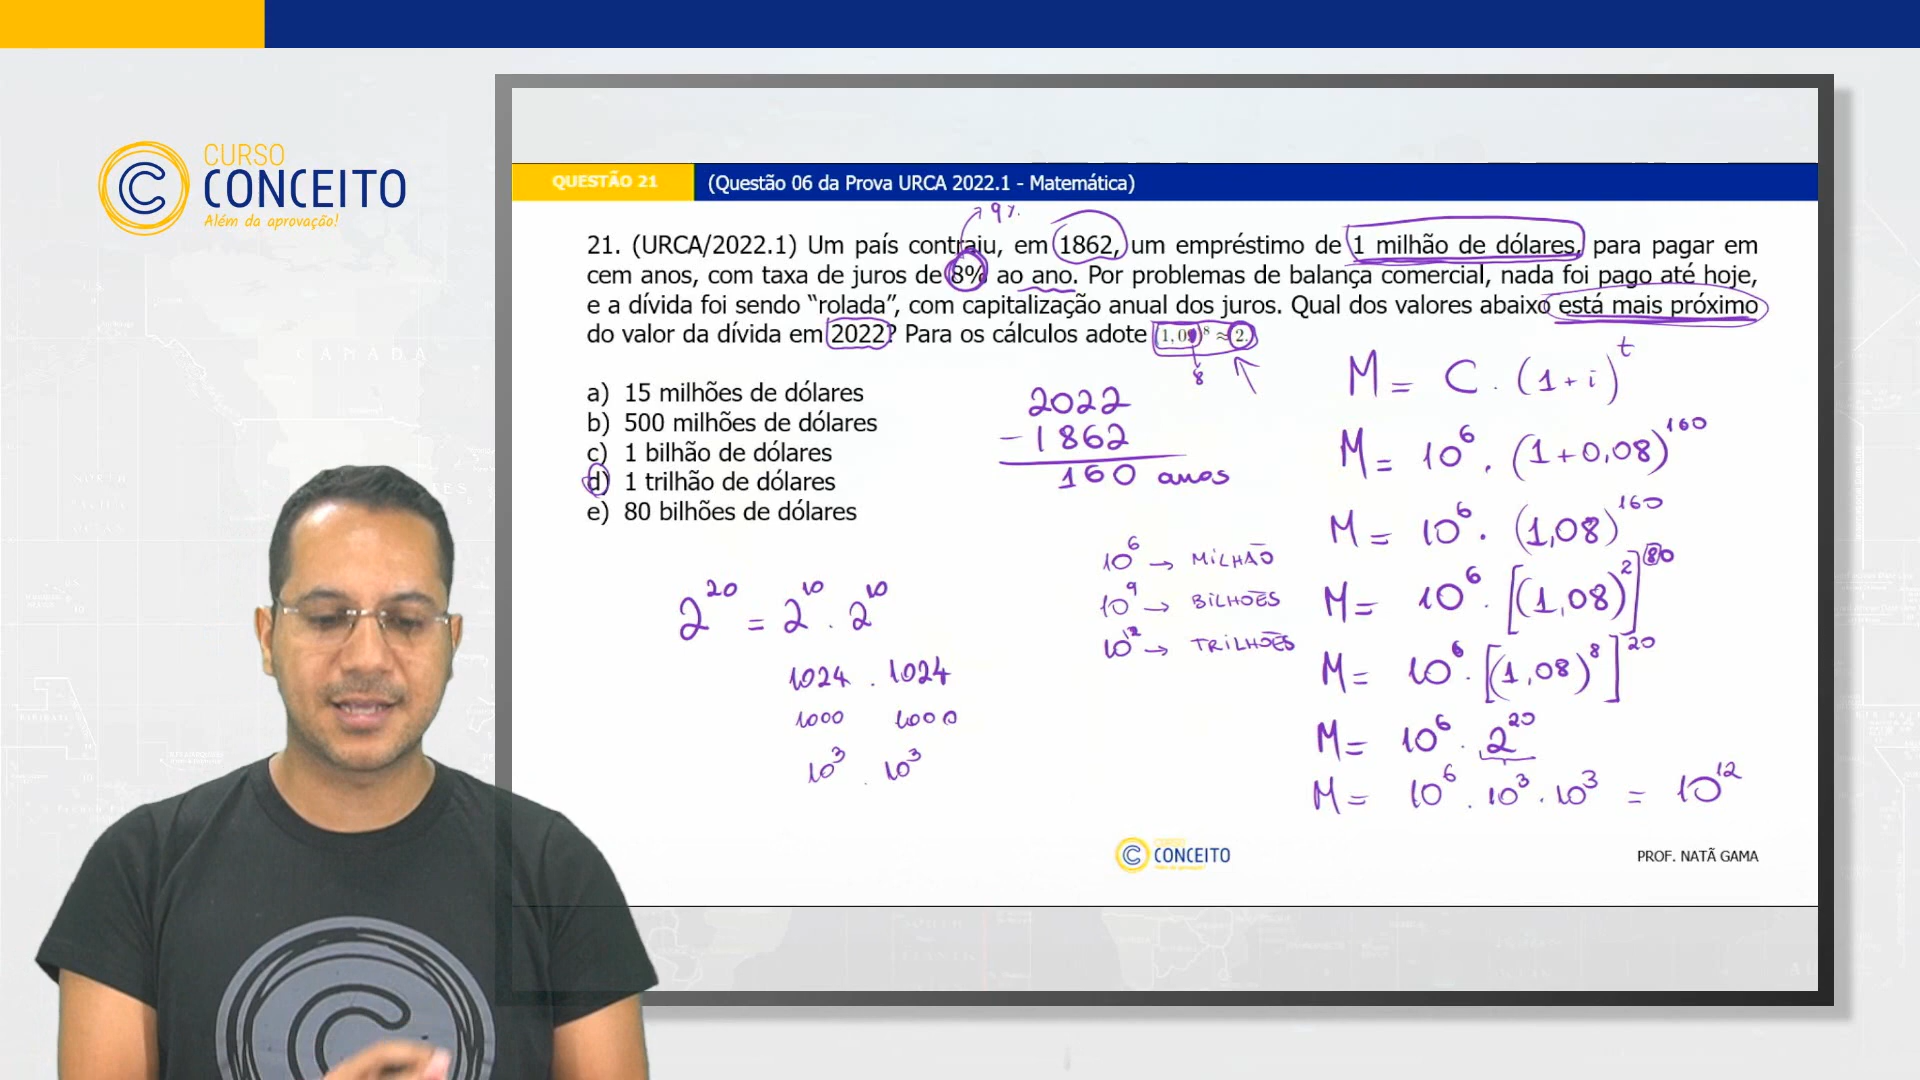 CURSO
CONCEITO
Além da aprovação!
QUESTÃO 21
(Questão 06 da Prova URCA 2022.1 - Matemática)
9%
21. (URCA/2022.1) Um país contraiu, em 1862, um empréstimo de 1 milhão de dólares, para pagar em
cem anos, com taxa de juros de 8% ao ano. Por problemas de balança comercial, nada foi pago até hoje,
e a dívida foi sendo “rolada”, com capitalização anual dos juros. Qual dos valores abaixo está mais próximo
do valor da dívida em 2022? Para os cálculos adote (1,09)⁸ ≈ 2.
8
a) 15 milhões de dólares
b) 500 milhões de dólares
c) 1 bilhão de dólares
d) 1 trilhão de dólares
e) 80 bilhões de dólares
2022
- 1862
160 anos
10⁶ → MILHÃO
10⁹ → BILHÕES
10¹² → TRILHÕES
2²⁰ = 2¹⁰ . 2¹⁰
1024 . 1024
1000 1000
10³ . 10³
M = C . (1 + i)ᵗ
M = 10⁶ . (1 + 0,08)¹⁶⁰
M = 10⁶ . (1,08)¹⁶⁰
M = 10⁶ . [(1,08)²]⁸⁰
M = 10⁶ . [(1,08)⁸]²⁰
M = 10⁶ . 2²⁰
M = 10⁶ . 10³ . 10³ = 10¹²
CURSO
CONCEITO
PROF. NATÃ GAMA